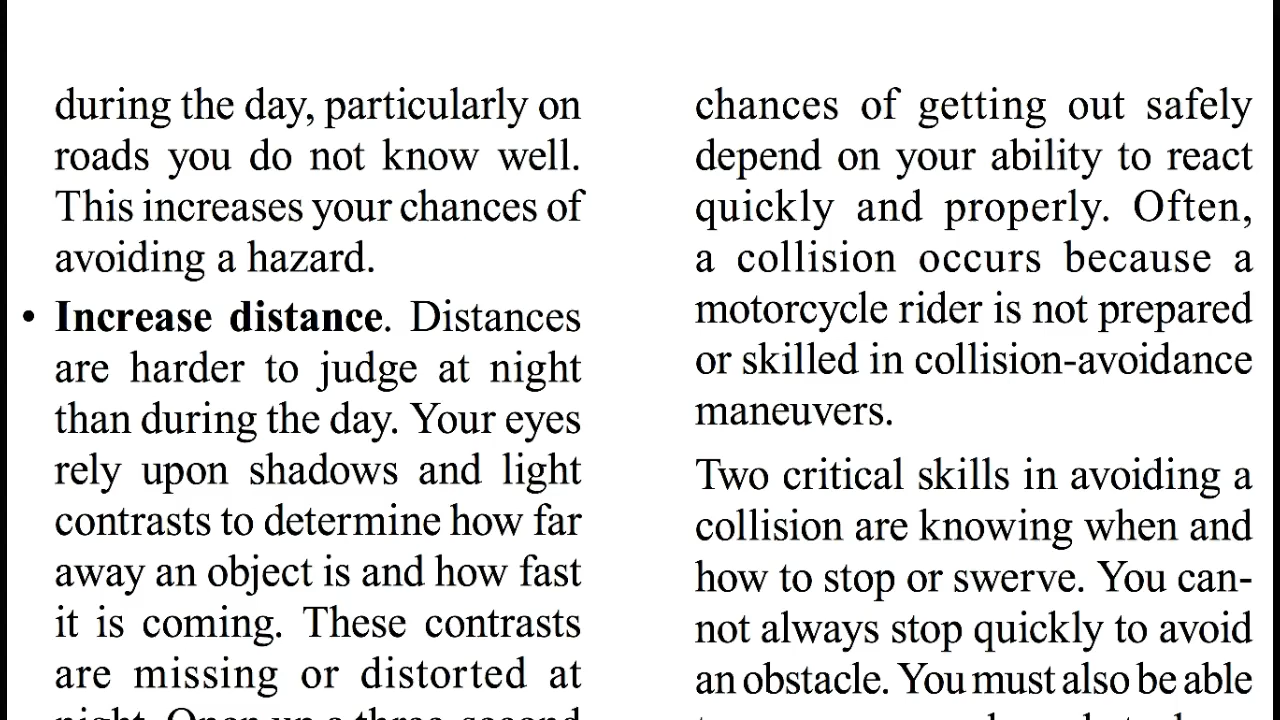 during the day, particularly on
roads you do not know well.
This increases your chances of
avoiding a hazard.
• Increase distance. Distances
are harder to judge at night
than during the day. Your eyes
rely upon shadows and light
contrasts to determine how far
away an object is and how fast
it is coming. These contrasts
are missing or distorted at
night. Open up a three-second
chances of getting out safely
depend on your ability to react
quickly and properly. Often,
a collision occurs because a
motorcycle rider is not prepared
or skilled in collision-avoidance
maneuvers.
Two critical skills in avoiding a
collision are knowing when and
how to stop or swerve. You can-
not always stop quickly to avoid
an obstacle. You must also be able